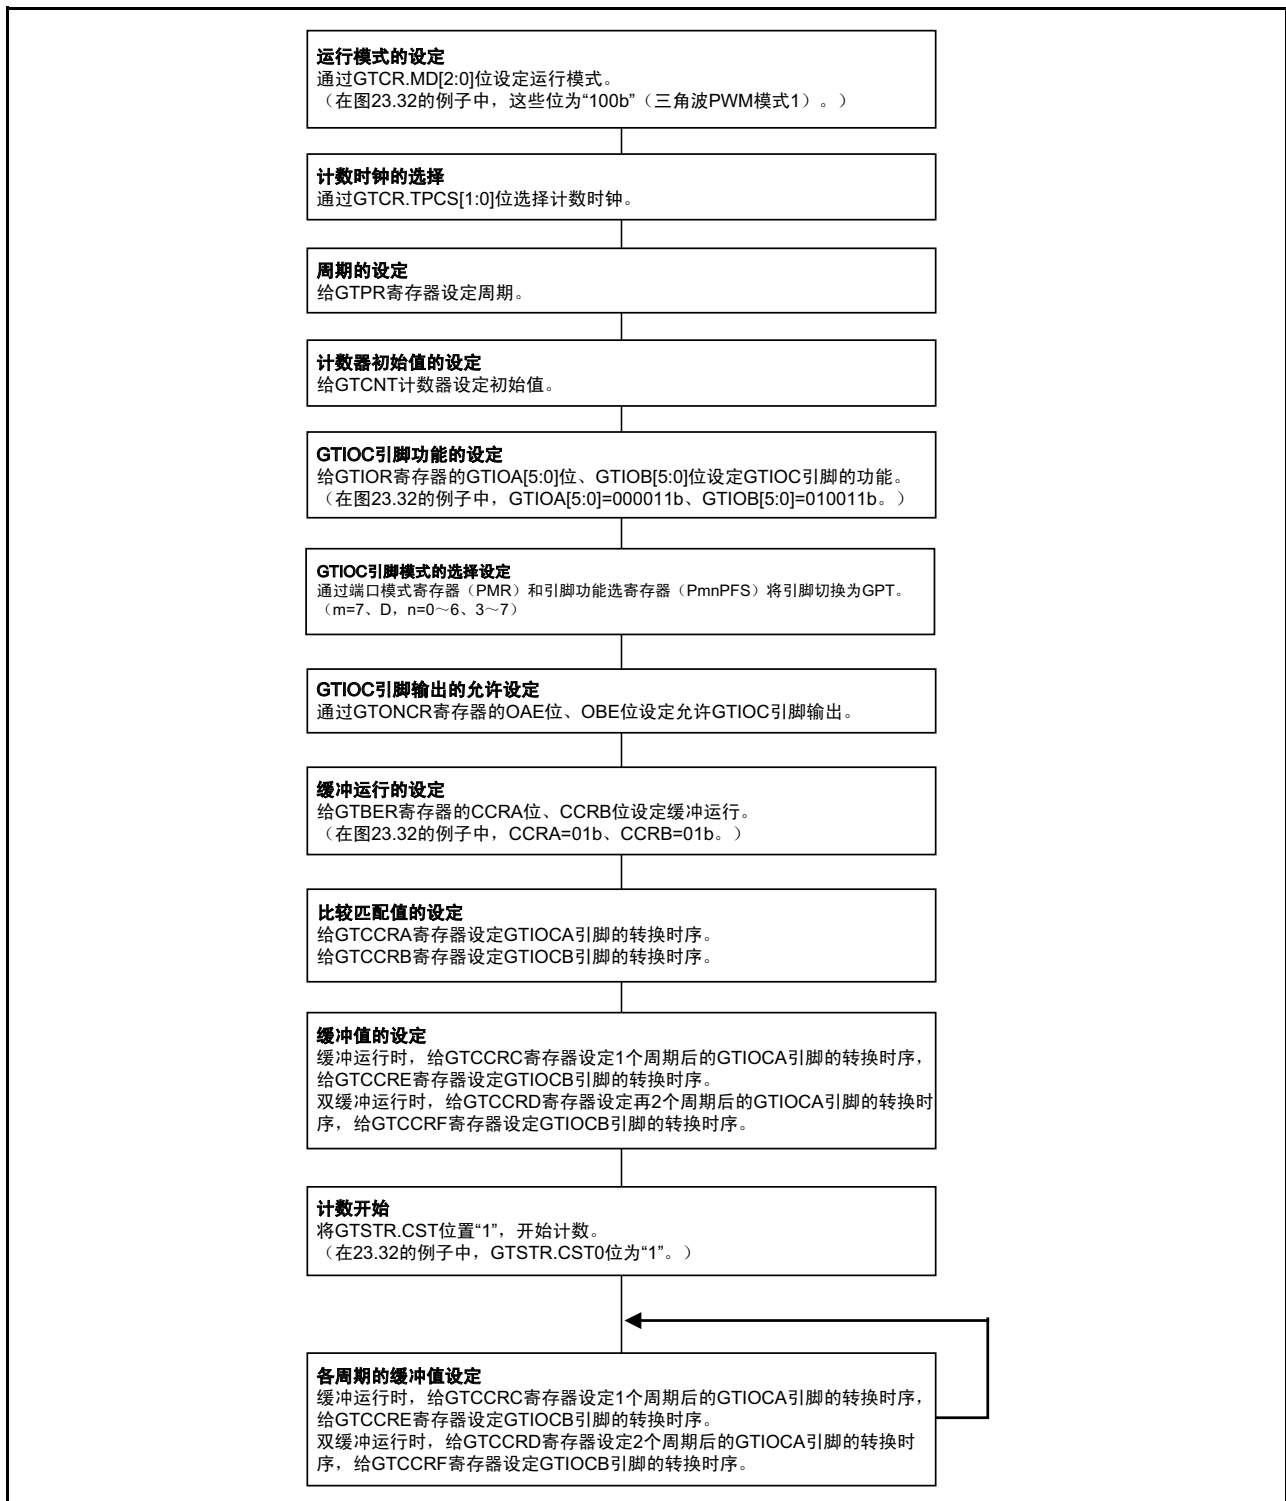 运行模式的设定
通过GTCR.MD[2:0]位设定运行模式。
（在图23.32的例子中，这些位为“100b”（三角波PWM模式1）。）
计数时钟的选择
通过GTCR.TPCS[1:0]位选择计数时钟。
周期的设定
给GTPR寄存器设定周期。
计数器初始值的设定
给GTCNT计数器设定初始值。
GTIOC引脚功能的设定
给GTIOR寄存器的GTIOA[5:0]位、GTIOB[5:0]位设定GTIOC引脚的功能。
（在图23.32的例子中，GTIOA[5:0]=000011b、GTIOB[5:0]=010011b。）
GTIOC引脚模式的选择设定
通过端口模式寄存器（PMR）和引脚功能选寄存器（PmnPFS）将引脚切换为GPT。
（m=7、D，n=0～6、3～7）
GTIOC引脚输出的允许设定
通过GTONCR寄存器的OAE位、OBE位设定允许GTIOC引脚输出。
缓冲运行的设定
给GTBER寄存器的CCRA位、CCRB位设定缓冲运行。
（在图23.32的例子中，CCRA=01b、CCRB=01b。）
比较匹配值的设定
给GTCCRA寄存器设定GTIOCA引脚的转换时序。
给GTCCRB寄存器设定GTIOCB引脚的转换时序。
缓冲值的设定
缓冲运行时，给GTCCRC寄存器设定1个周期后的GTIOCA引脚的转换时序，
给GTCCRE寄存器设定GTIOCB引脚的转换时序。
双缓冲运行时，给GTCCRD寄存器设定再2个周期后的GTIOCA引脚的转换时
序，给GTCCRF寄存器设定GTIOCB引脚的转换时序。
计数开始
将GTSTR.CST位置“1”，开始计数。
（在23.32的例子中，GTSTR.CST0位为“1”。）
各周期的缓冲值设定
缓冲运行时，给GTCCRC寄存器设定1个周期后的GTIOCA引脚的转换时序，
给GTCCRE寄存器设定GTIOCB引脚的转换时序。
双缓冲运行时，给GTCCRD寄存器设定2个周期后的GTIOCA引脚的转换时
序，给GTCCRF寄存器设定GTIOCB引脚的转换时序。